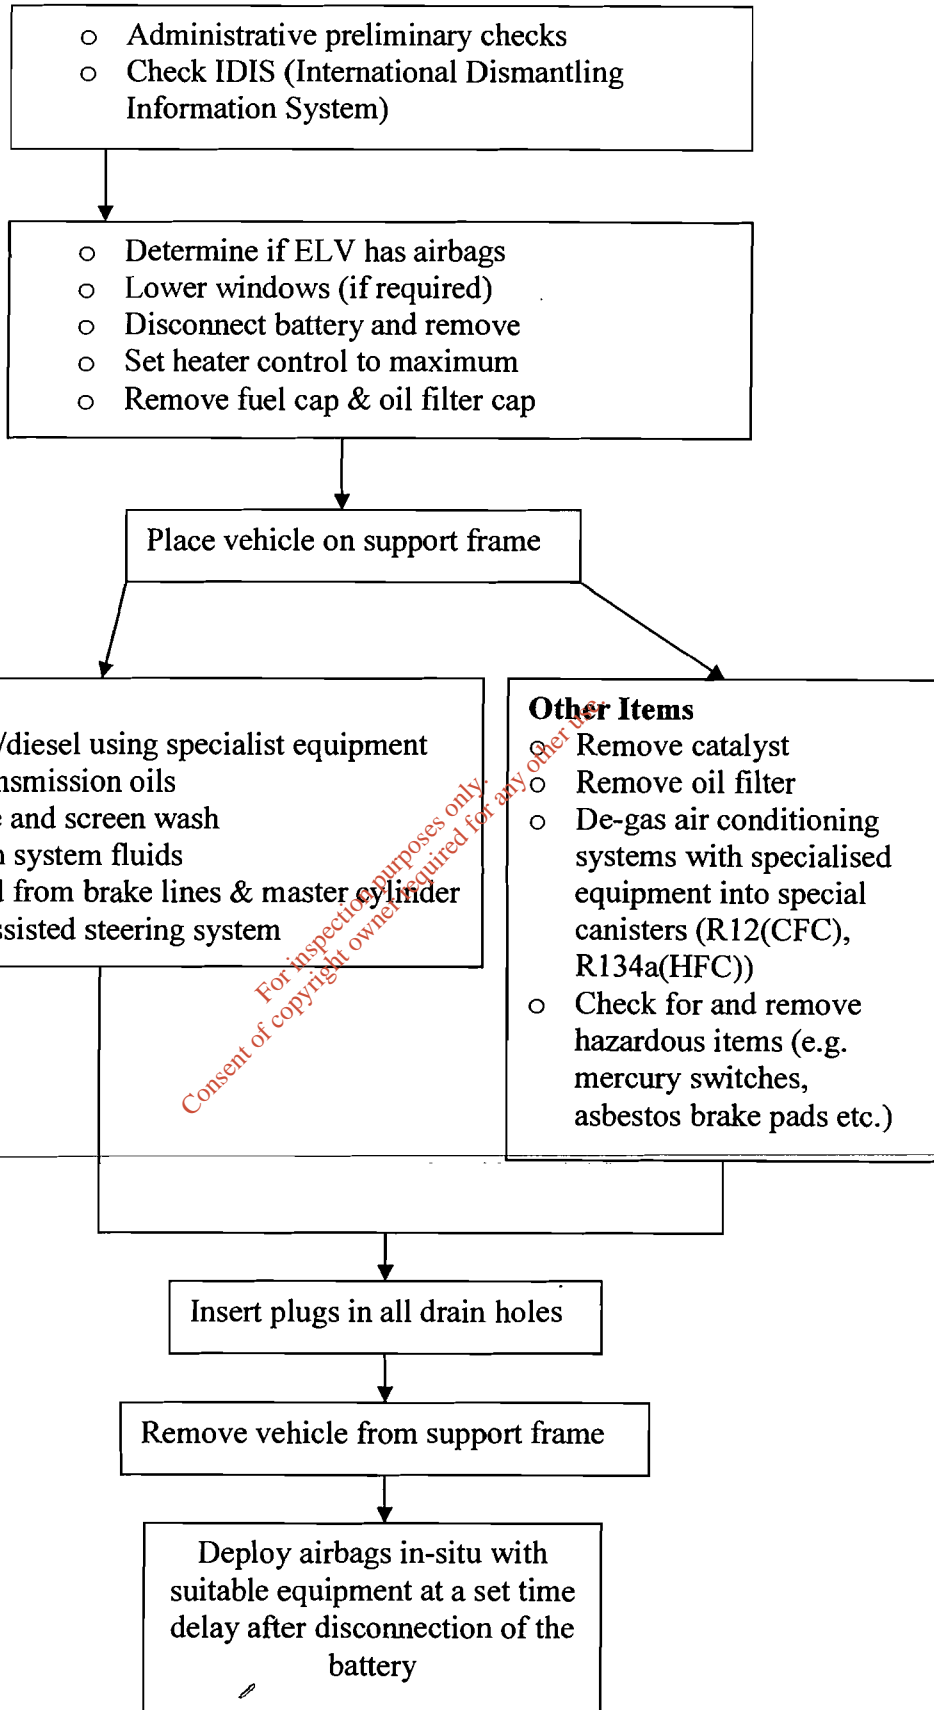 o Administrative preliminary checks
o Check IDIS (International Dismantling
Information System)
o Determine if ELV has airbags
o Lower windows (if required)
o Disconnect battery and remove
o Set heater control to maximum
o Remove fuel cap & oil filter cap
Place vehicle on support frame
/diesel using specialist equipment
nsmission oils
e and screen wash
n system fluids
d from brake lines & master cylinder
ssisted steering system
Other Items
o Remove catalyst
o Remove oil filter
o De-gas air conditioning
systems with specialised
equipment into special
canisters (R12(CFC),
R134a(HFC))
o Check for and remove
hazardous items (e.g.
mercury switches,
asbestos brake pads etc.)
For inspection purposes only.
Consent of copyright owner required for any other use.
Insert plugs in all drain holes
Remove vehicle from support frame
Deploy airbags in-situ with
suitable equipment at a set time
delay after disconnection of the
battery